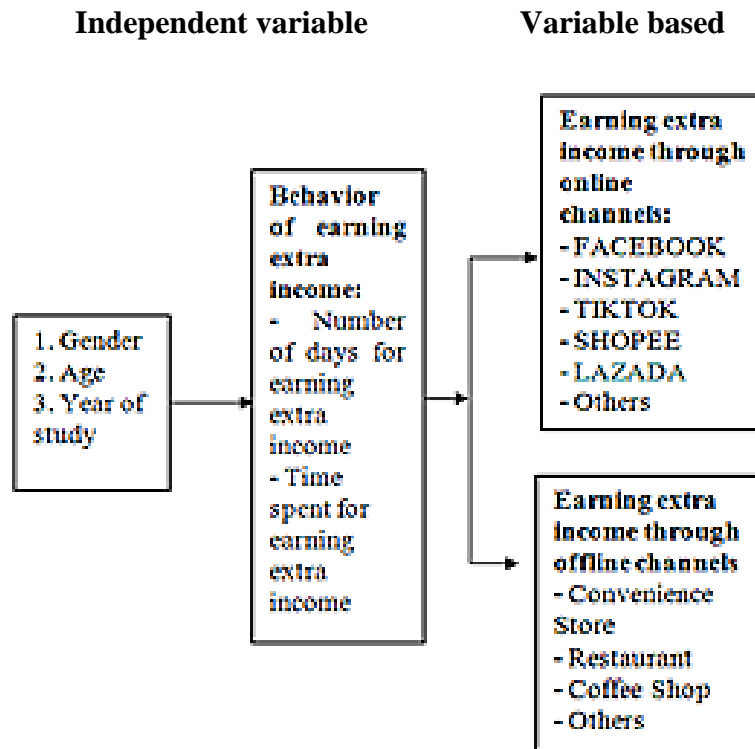 Independent variable
Variable based
1. Gender
2. Age
3. Year of
study
Behavior
of earning
extra
income:
- Number
of days for
earning
extra
income
- Time
spent for
earning
extra
income
Earning extra
income through
online
channels:
- FACEBOOK
- INSTAGRAM
- TIKTOK
- SHOPEE
- LAZADA
- Others
Earning extra
income through
offline channels
- Convenience
Store
- Restaurant
- Coffee Shop
- Others